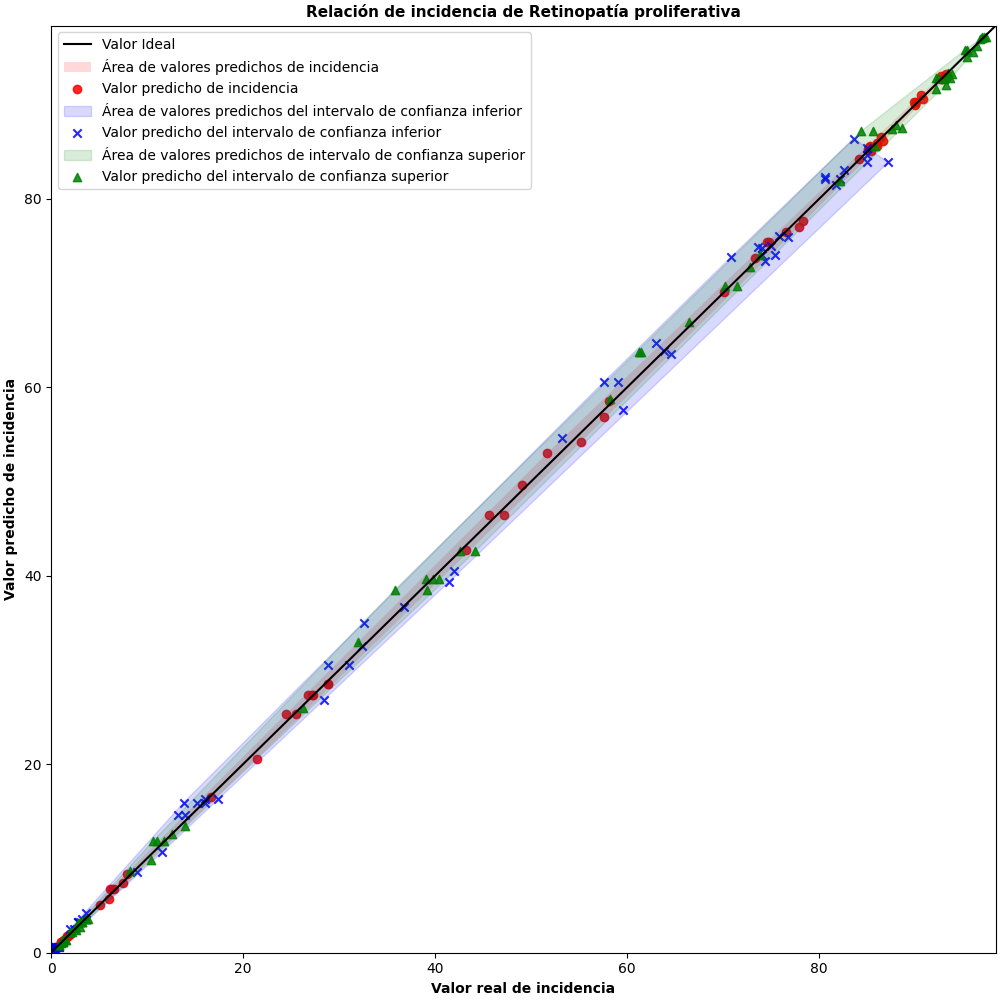 Relación de incidencia de Retinopatía proliferativa
Valor Ideal
Área de valores predichos de incidencia
Valor predicho de incidencia
Área de valores predichos del intervalo de confianza inferior
Valor predicho del intervalo de confianza inferior
Área de valores predichos de intervalo de confianza superior
Valor predicho del intervalo de confianza superior
80
60
40
20
0
Valor predicho de incidencia
0 20 40 60 80
Valor real de incidencia